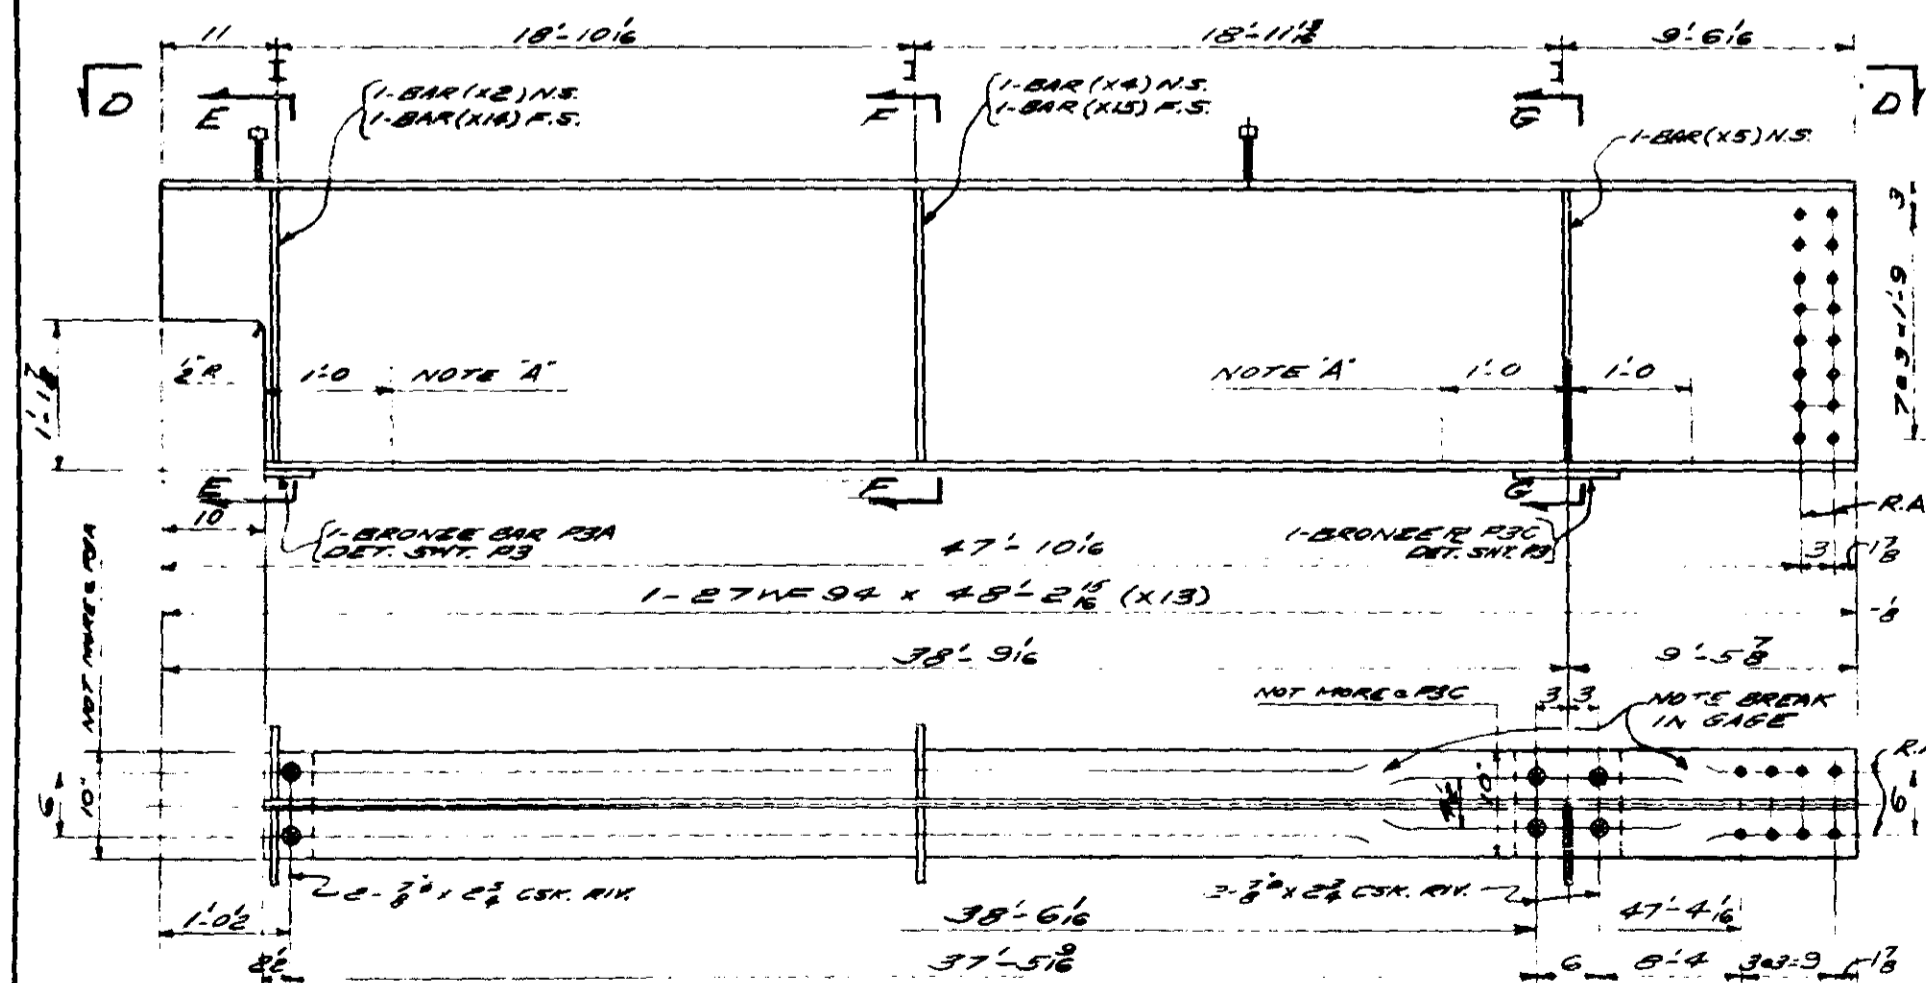 11 18'-10 1/16 18'-11 13/16 9'-6 1/16
D E F G D
{1-BAR (X2) N.S.
{1-BAR (X14) F.S.
{1-BAR (X4) N.S.
{1-BAR (X15) F.S.
1-BAR (X5) N.S.
3
7@3=1'-9
1'-1 7/8
1/2" R. 1'-0 NOTE "A"
NOTE "A" 1'-0 1'-0
E F G
10
{1-BRONZE BAR P3A
DET. SHT. P3
1-BRONZE PL P3C}
DET. SHT. P3}
R.A
47'-10 1/16
3 1 7/8
1-27 WF 94 x 48'-2 15/16 (X13)
-1/8
38'-9 1/16 9'-5 7/8
NOT MORE @ P3A
NOT MORE @ P3C
3 3
NOTE BREAK
IN GAGE
6 10"
10"
R.A
6
2-7/8"ø x 2 3/4 CSK. RIV.
2-7/8"ø x 2 3/4 CSK. RIV.
1'-0 1/2
38'-6 1/16
47'-4 1/16
37'-5 9/16
6 8'-4 3@3=9 1 7/8